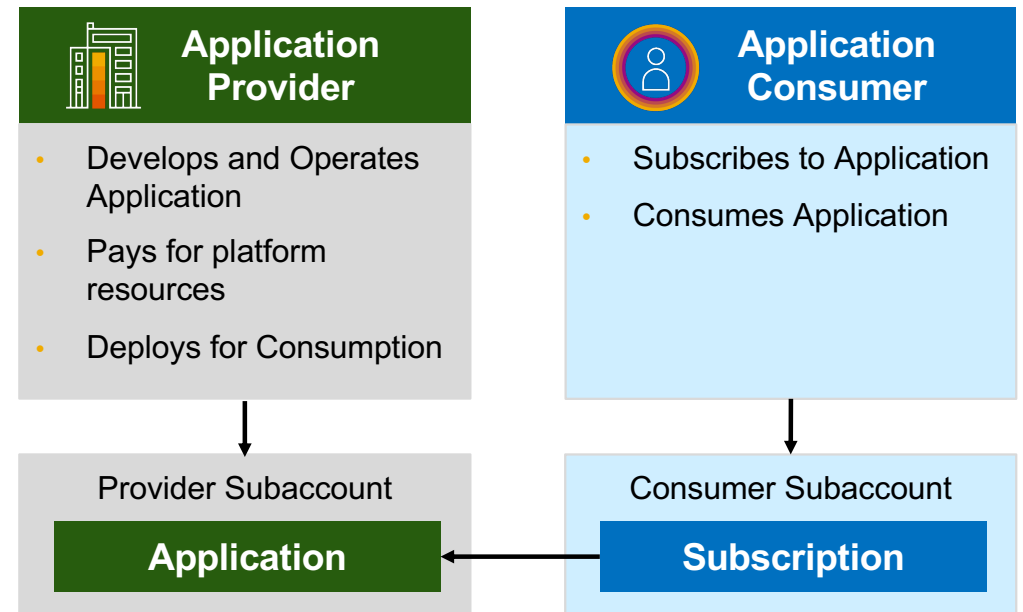 Application
Provider
Develops and Operates
Application
Pays for platform
resources
Deploys for Consumption
Application
Consumer
Subscribes to Application
Consumes Application
Provider Subaccount
Application
Consumer Subaccount
Subscription